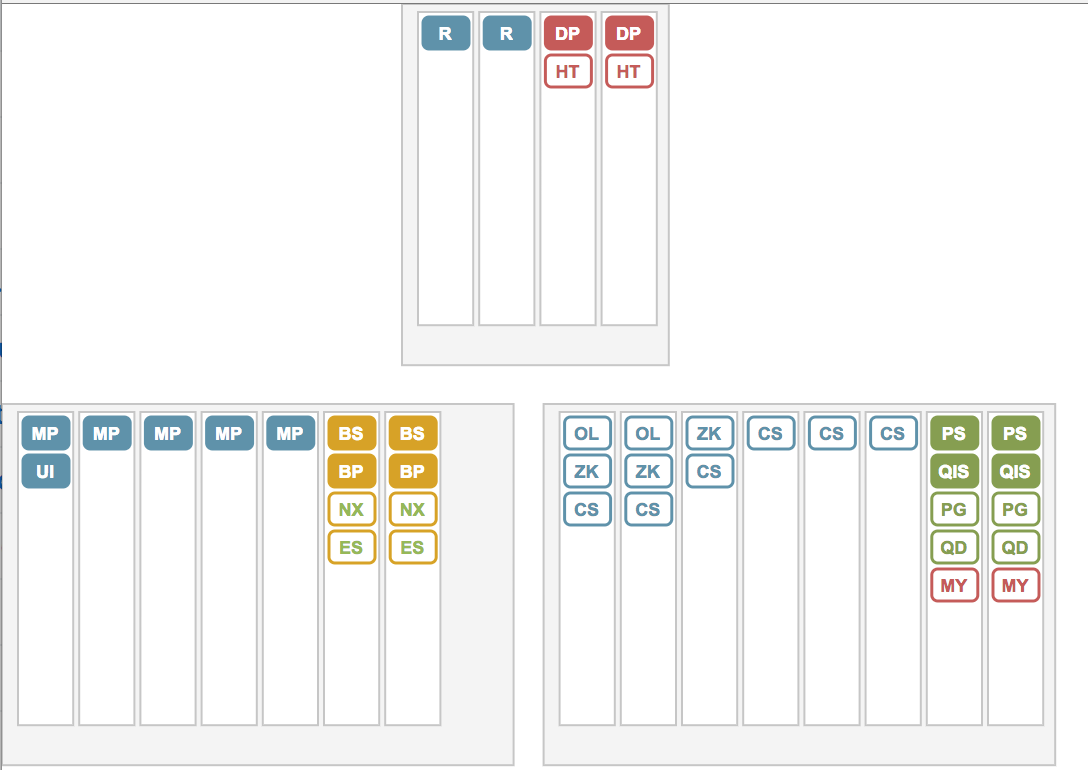 R R DP DP
HT HT
MP MP MP MP MP BS BS
UI BP BP
NX NX
ES ES
OL OL ZK CS CS CS PS PS
ZK ZK CS QIS QIS
CS CS PG PG
QD QD
MY MY